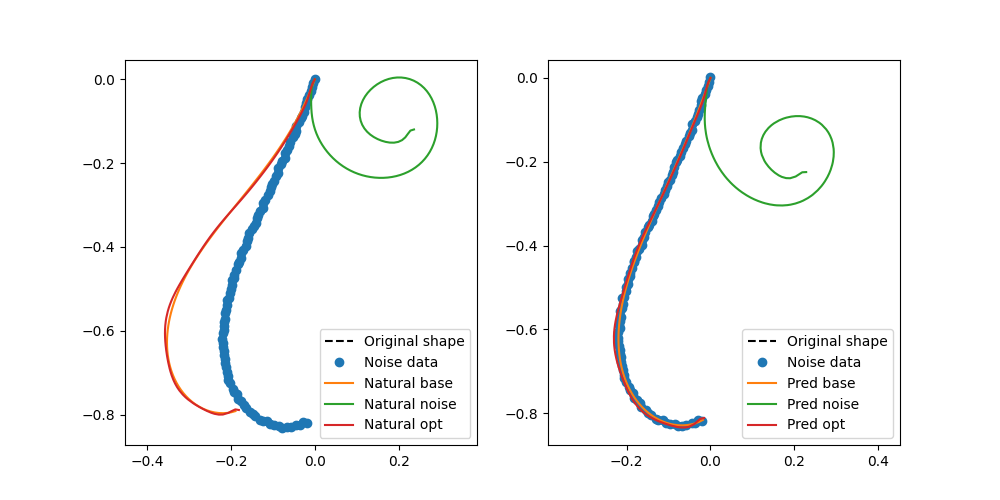 0.0
−0.2
−0.4
−0.6
−0.8
−0.4
−0.2
0.0
0.2
Original shape
Noise data
Natural base
Natural noise
Natural opt
0.0
−0.2
−0.4
−0.6
−0.8
−0.2
0.0
0.2
0.4
Original shape
Noise data
Pred base
Pred noise
Pred opt